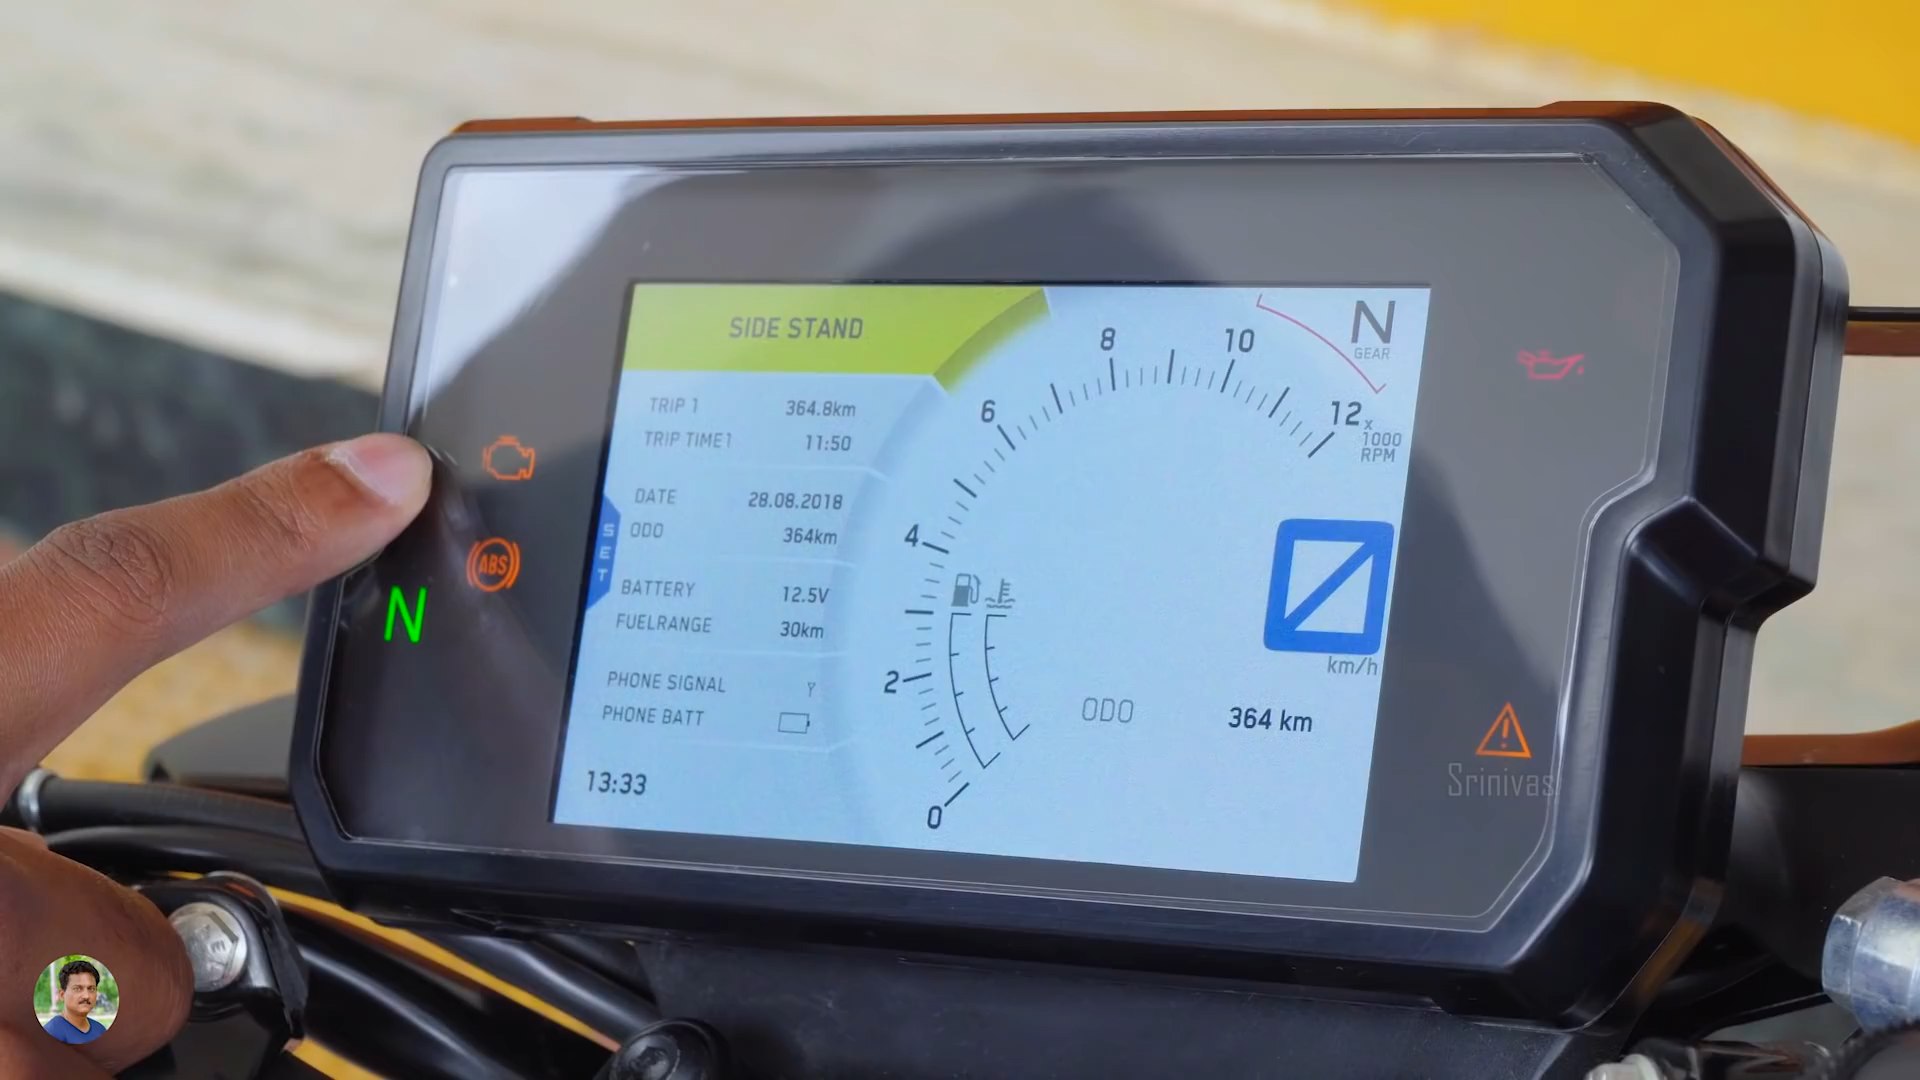 SIDE STAND
TRIP 1 364.8km
TRIP TIME1 11:50
DATE 28.08.2018
ODO 364km
SET
BATTERY 12.5V
FUELRANGE 30km
PHONE SIGNAL
PHONE BATT
13:33
0
2
4
6
8
10
12
x
1000
RPM
N
GEAR
km/h
ODO 364 km
ABS
N
Srinivas